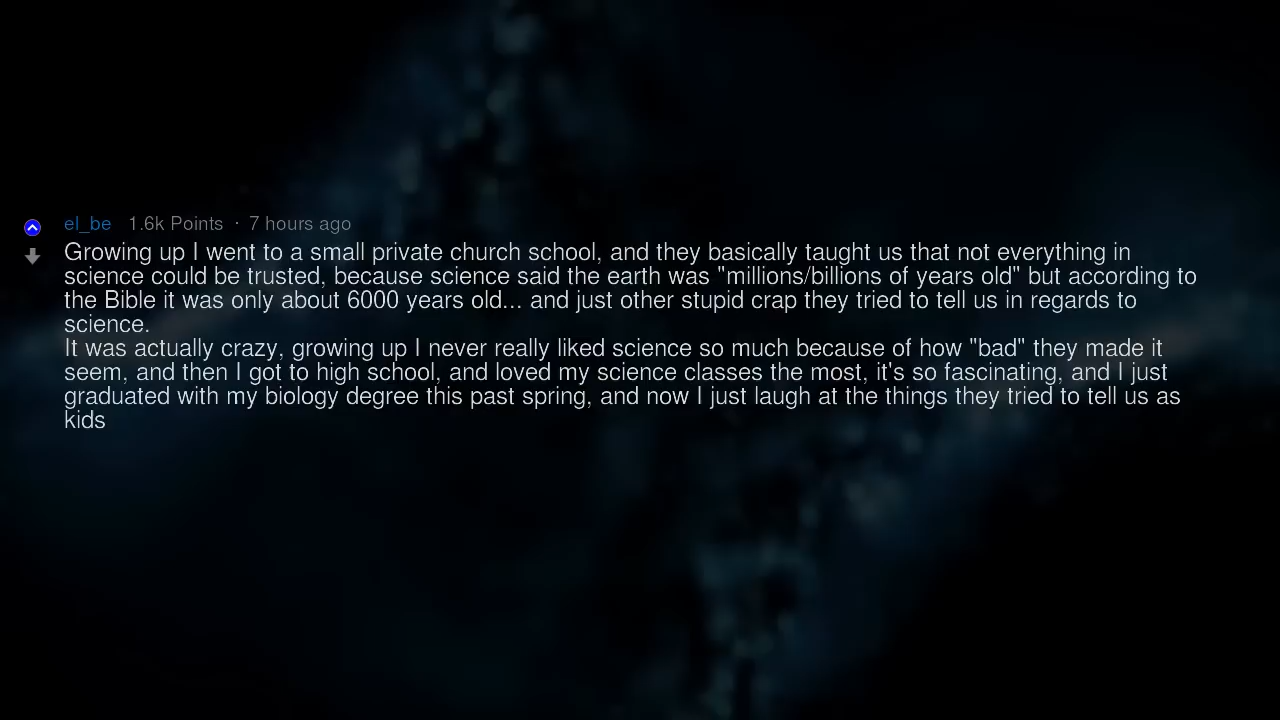 el_be 1.6k Points · 7 hours ago
Growing up I went to a small private church school, and they basically taught us that not everything in
science could be trusted, because science said the earth was "millions/billions of years old" but according to
the Bible it was only about 6000 years old... and just other stupid crap they tried to tell us in regards to
science.
It was actually crazy, growing up I never really liked science so much because of how "bad" they made it
seem, and then I got to high school, and loved my science classes the most, it's so fascinating, and I just
graduated with my biology degree this past spring, and now I just laugh at the things they tried to tell us as
kids